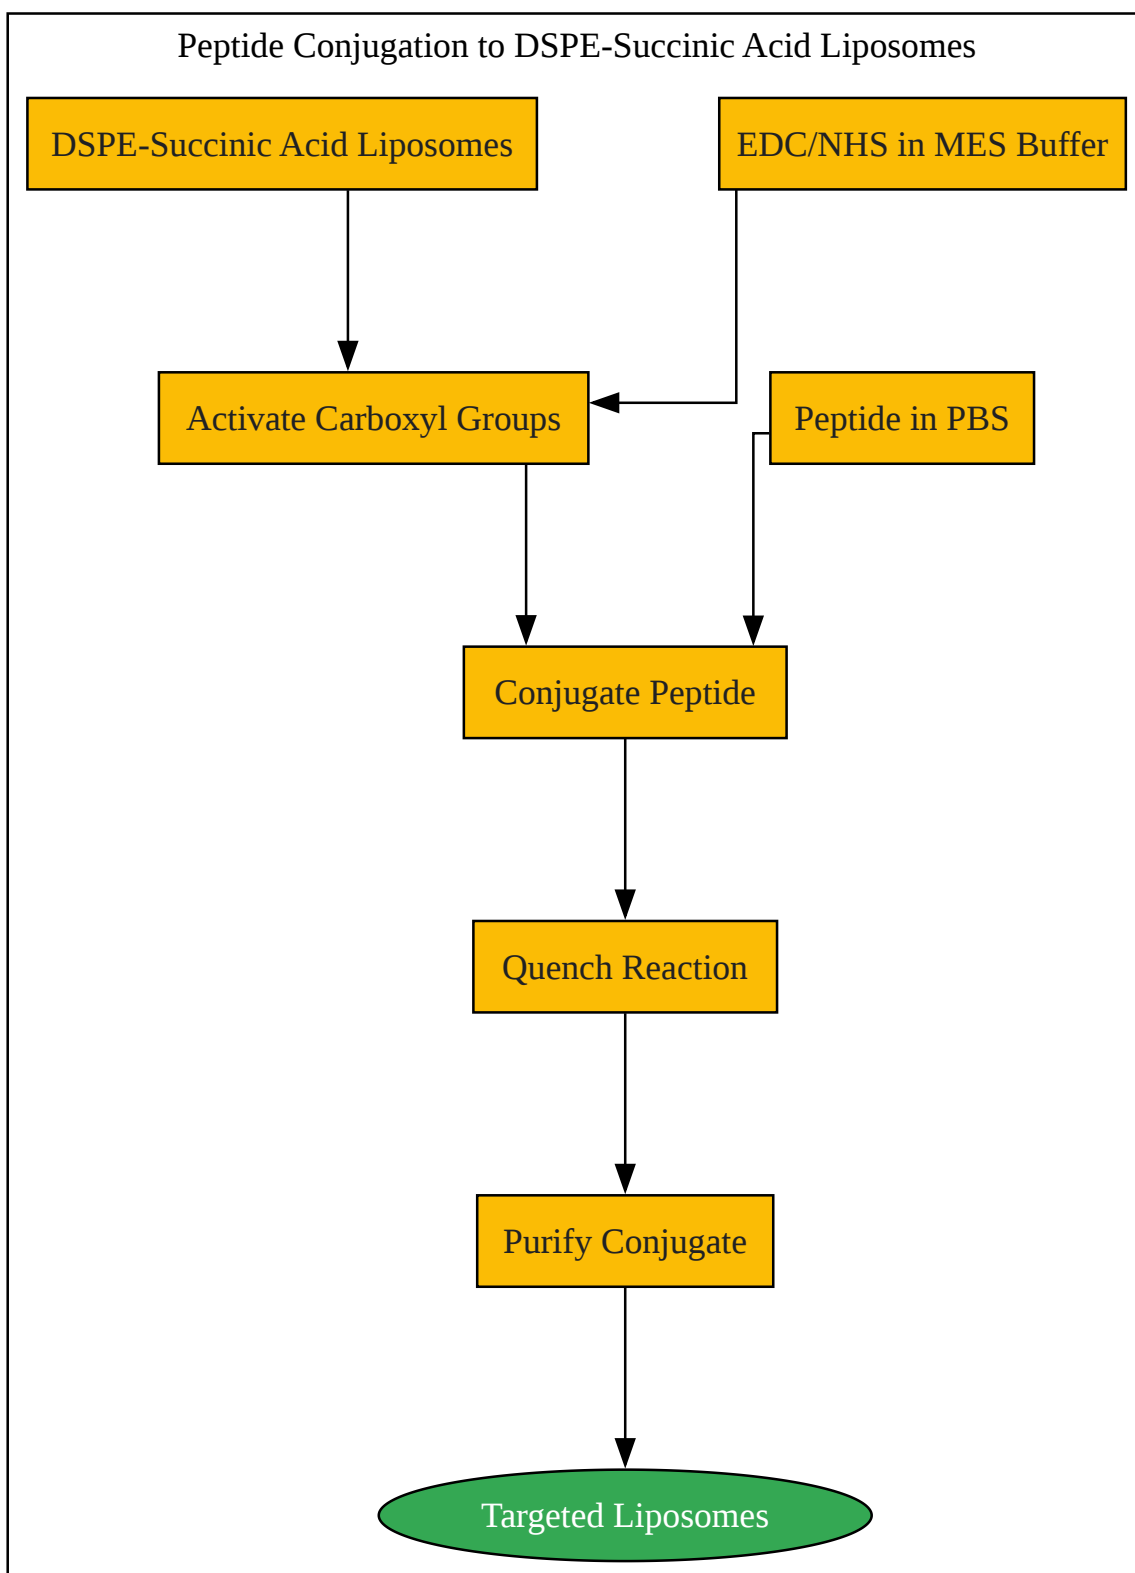 Peptide Conjugation to DSPE-Succinic Acid Liposomes
DSPE-Succinic Acid Liposomes
EDC/NHS in MES Buffer
Activate Carboxyl Groups
Peptide in PBS
Conjugate Peptide
Quench Reaction
Purify Conjugate
Targeted Liposomes